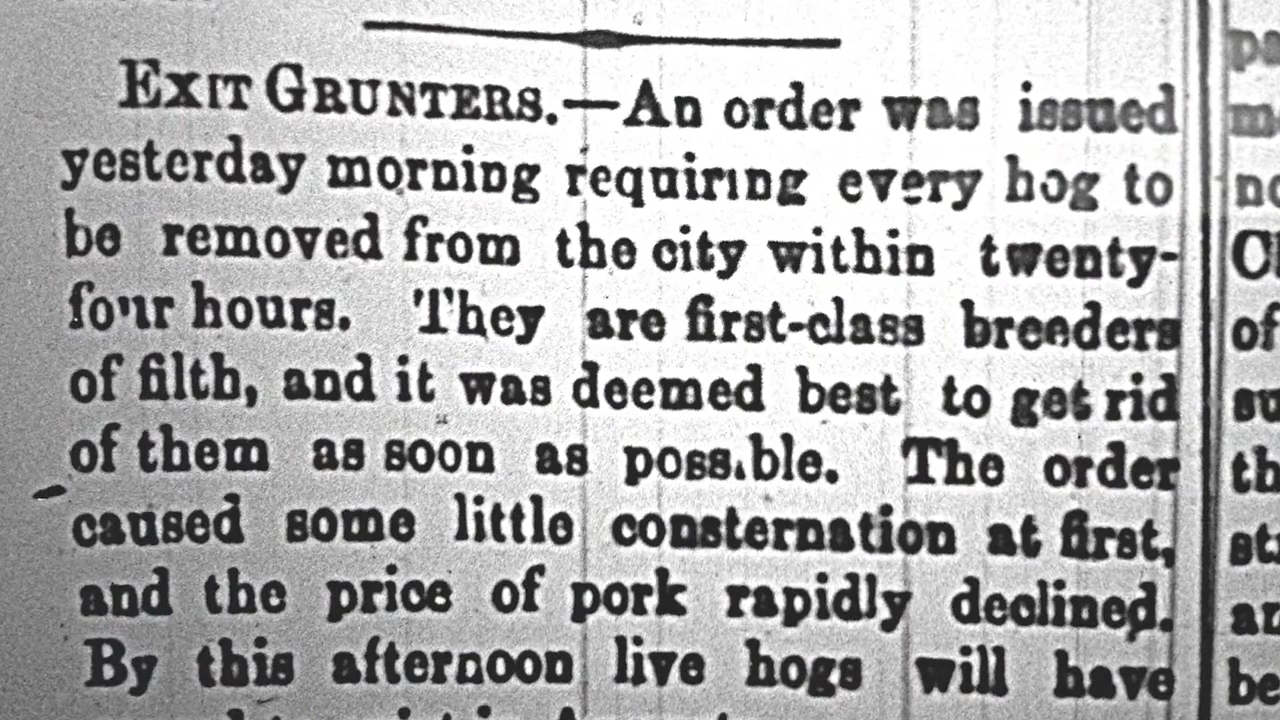 EXIT GRUNTERS.—An order was issued
yesterday morning requiring every hog to
be removed from the city within twenty-
four hours. They are first-class breeders
of filth, and it was deemed best to get rid
of them as soon as possible. The order
caused some little consternation at first,
and the price of pork rapidly declined.
By this afternoon live hogs will have